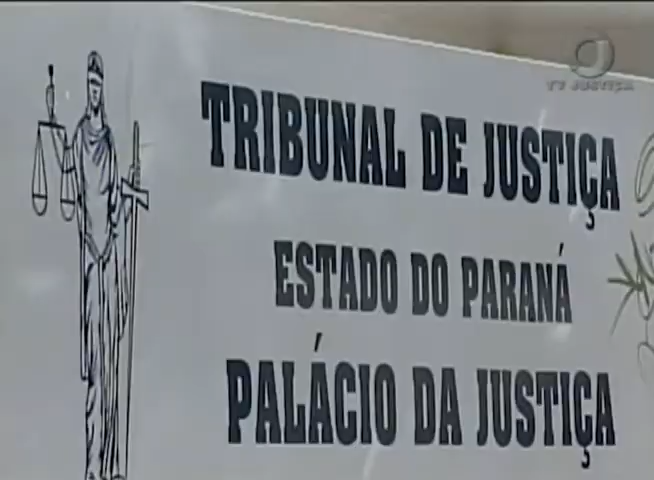 TV JUSTIÇA
TRIBUNAL DE JUSTIÇA
ESTADO DO PARANÁ
PALÁCIO DA JUSTIÇA